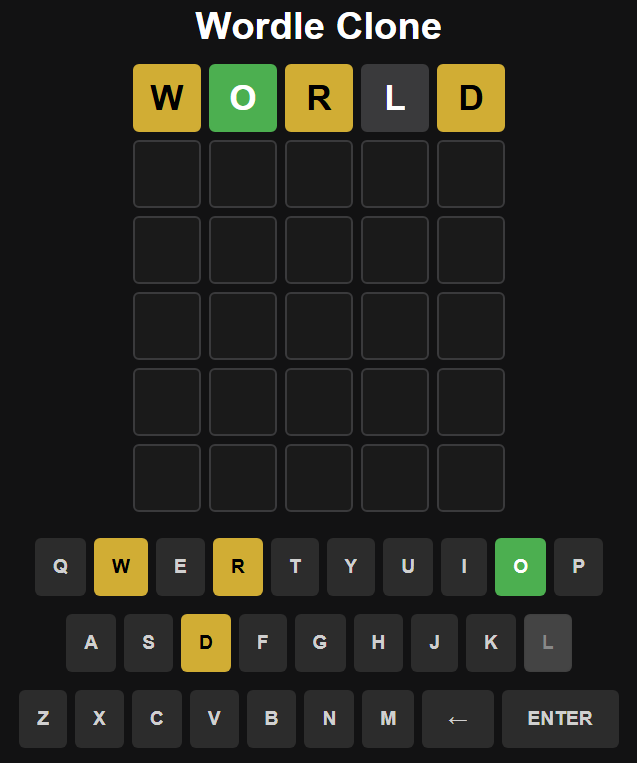 Wordle Clone
W O R L D
Q W E R T Y U I O P
A S D F G H J K L
Z X C V B N M ← ENTER